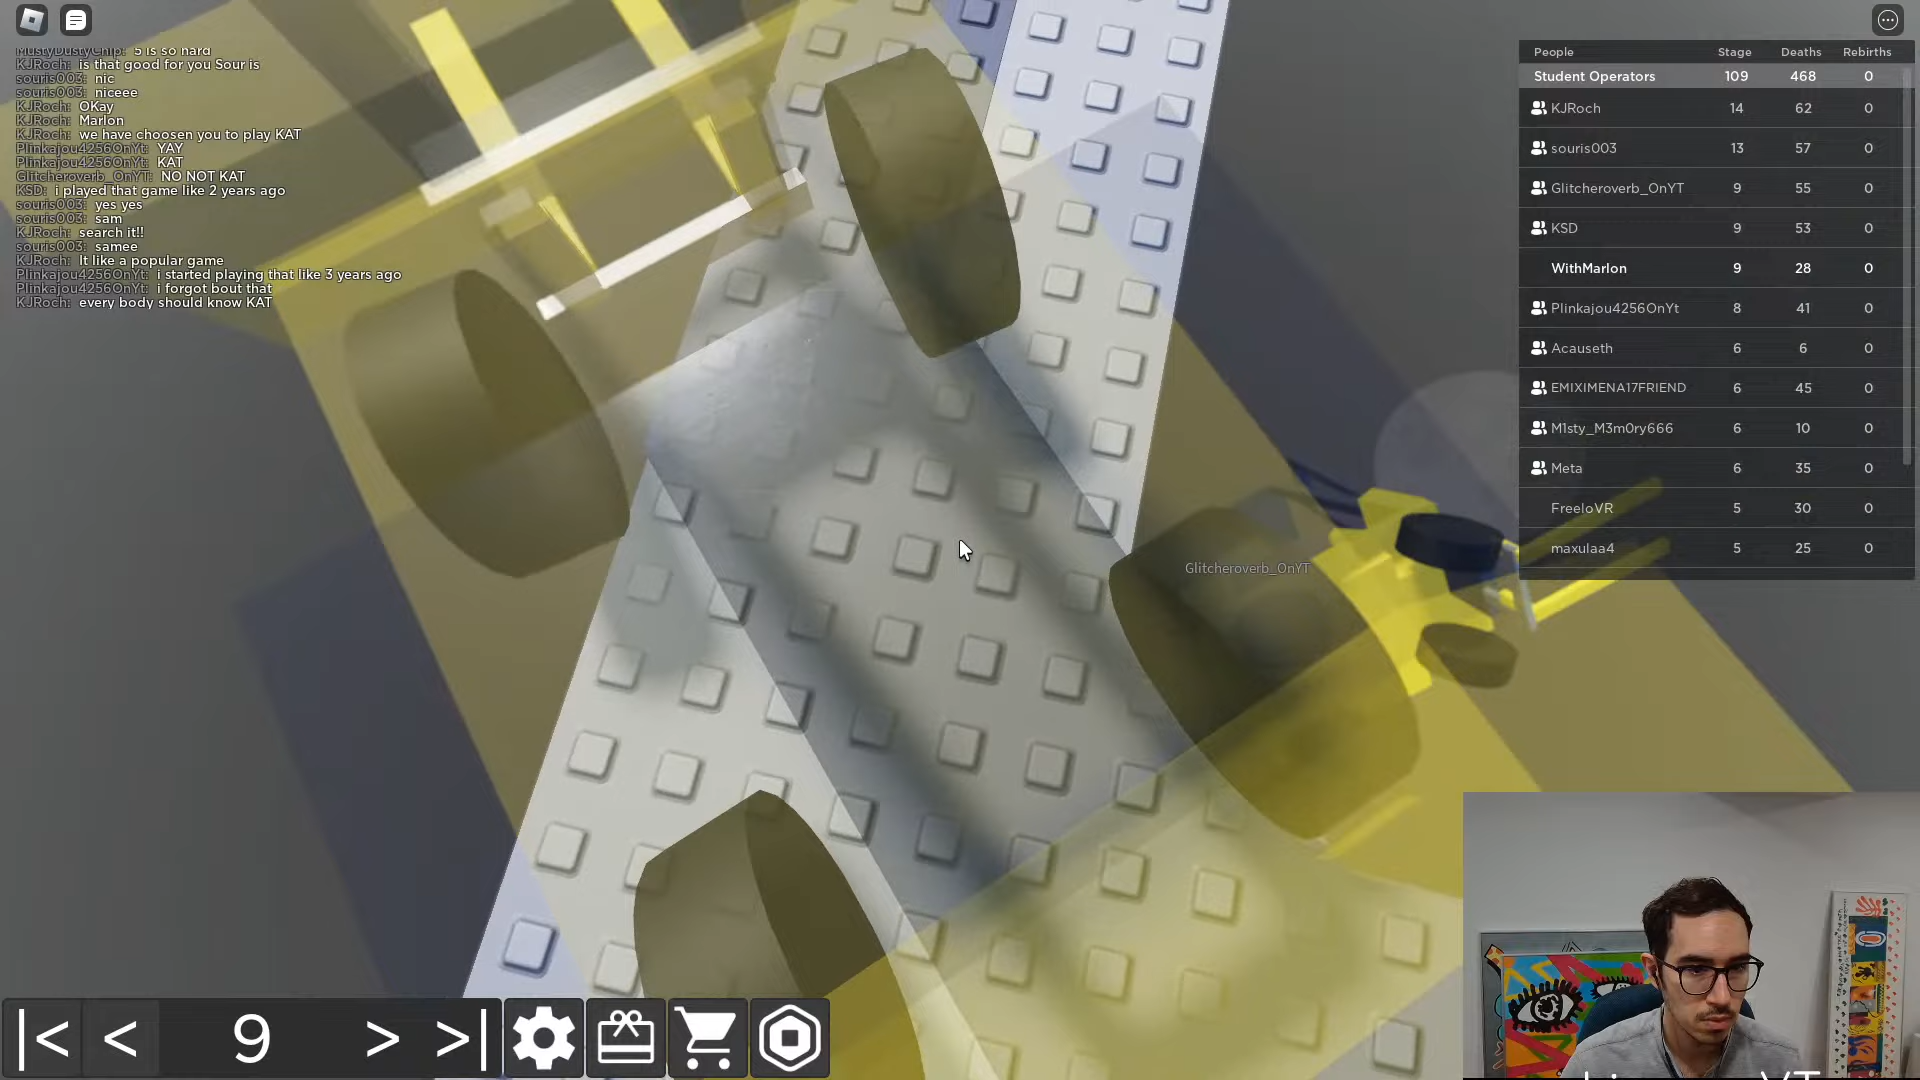 MustyDustyChip: 5 is so hard
KJRoch: is that good for you Sour is
souris003: nic
souris003: niceee
KJRoch: OKay
KJRoch: Marlon
KJRoch: we have choosen you to play KAT
Plinkajou4256OnYt: YAY
Plinkajou4256OnYt: KAT
Glitcheroverb_OnYT: NO NOT KAT
KSD: i played that game like 2 years ago
souris003: yes yes
souris003: sam
KJRoch: search it!!
souris003: samee
KJRoch: It like a popular game
Plinkajou4256OnYt: i started playing that like 3 years ago
Plinkajou4256OnYt: i forgot bout that
KJRoch: every body should know KAT
People Stage Deaths Rebirths
Student Operators 109 468 0
KJRoch 14 62 0
souris003 13 57 0
Glitcheroverb_OnYT 9 55 0
KSD 9 53 0
WithMarlon 9 28 0
Plinkajou4256OnYt 8 41 0
Acauseth 6 6 0
EMIXIMENA17FRIEND 6 45 0
M1sty_M3m0ry666 6 10 0
Meta 6 35 0
FreeloVR 5 30 0
maxulaa4 5 25 0
Glitcheroverb_OnYT
|< < 9 > >|